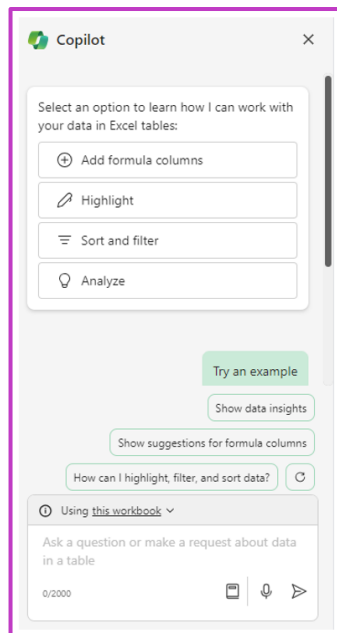 Copilot
Select an option to learn how I can work with
your data in Excel tables:
Add formula columns
Highlight
Sort and filter
Analyze
Try an example
Show data insights
Show suggestions for formula columns
How can I highlight, filter, and sort data?
Using this workbook
Ask a question or make a request about data
in a table
0/2000